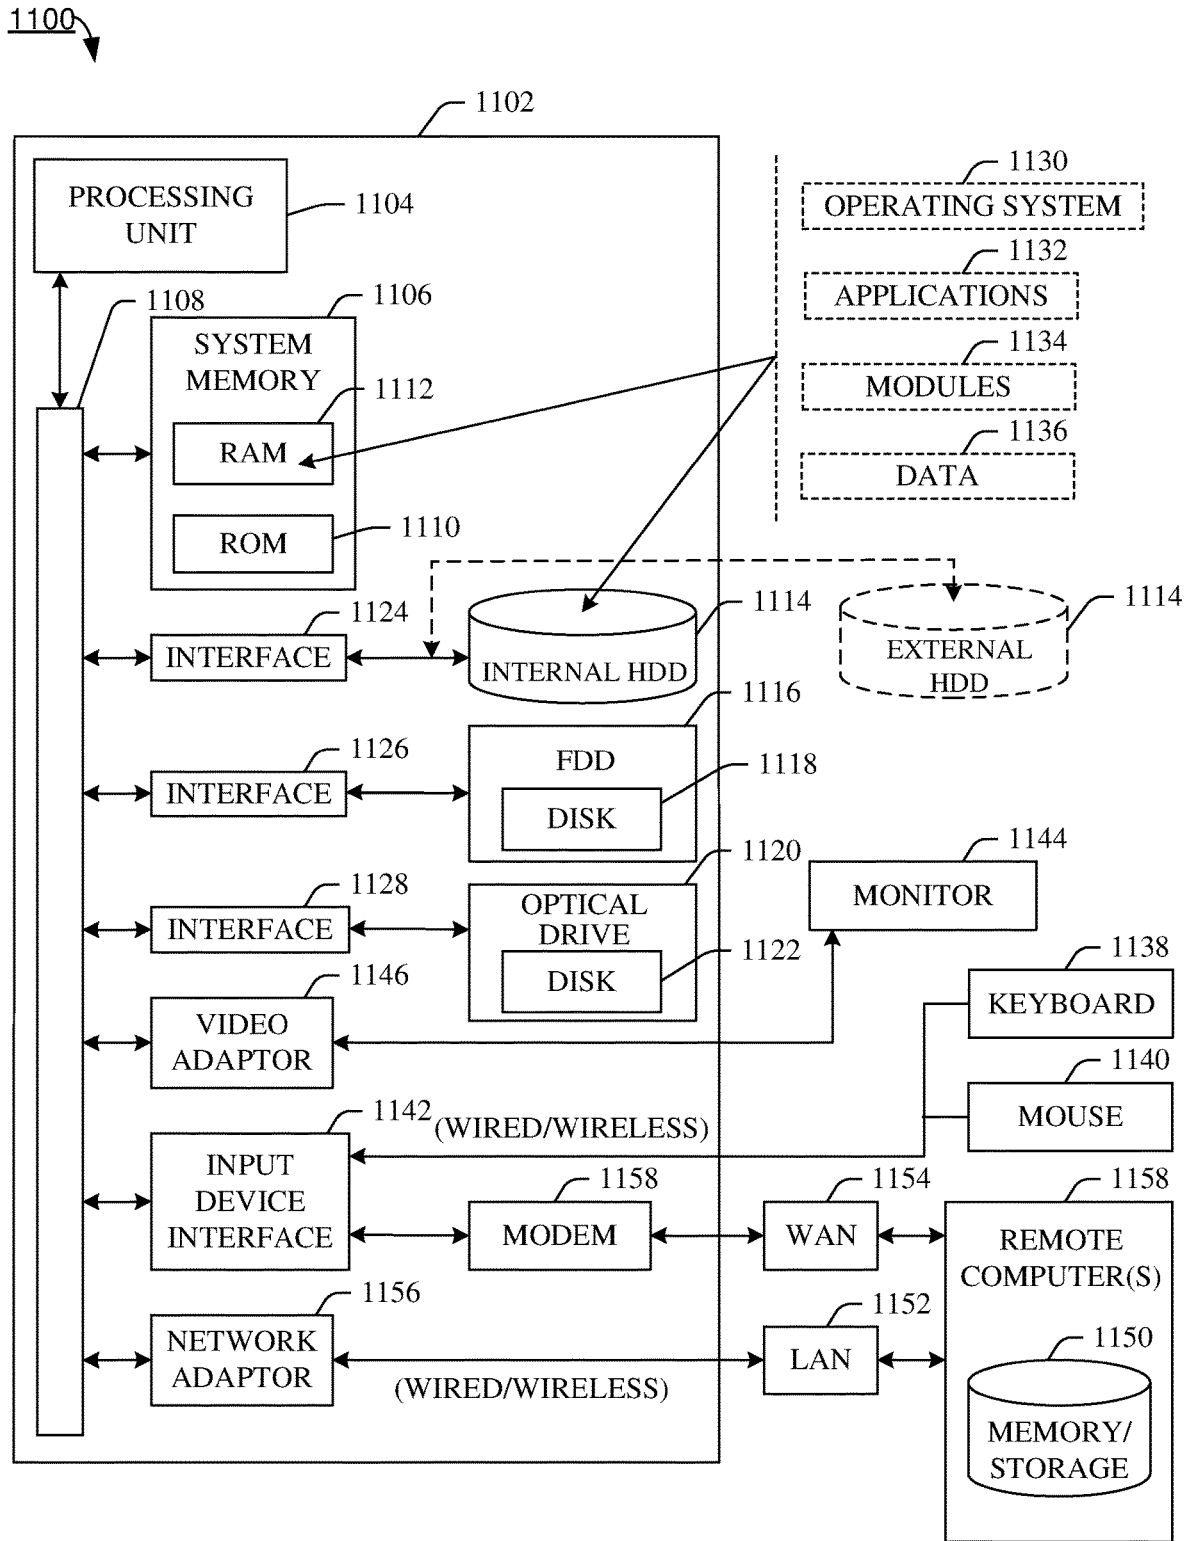 1100
1102
PROCESSING
UNIT
1104
1130
OPERATING SYSTEM
1132
APPLICATIONS
1134
MODULES
1136
DATA
1108
1106
SYSTEM
MEMORY
1112
RAM
1110
ROM
1124
INTERFACE
1114
INTERNAL HDD
1114
EXTERNAL
HDD
1126
INTERFACE
1116
FDD
1118
DISK
1128
INTERFACE
1120
OPTICAL
DRIVE
1122
DISK
1144
MONITOR
1146
VIDEO
ADAPTOR
1138
KEYBOARD
1140
MOUSE
1142
(WIRED/WIRELESS)
INPUT
DEVICE
INTERFACE
1158
MODEM
1154
WAN
1158
REMOTE
COMPUTER(S)
1156
NETWORK
ADAPTOR
(WIRED/WIRELESS)
1152
LAN
1150
MEMORY/
STORAGE